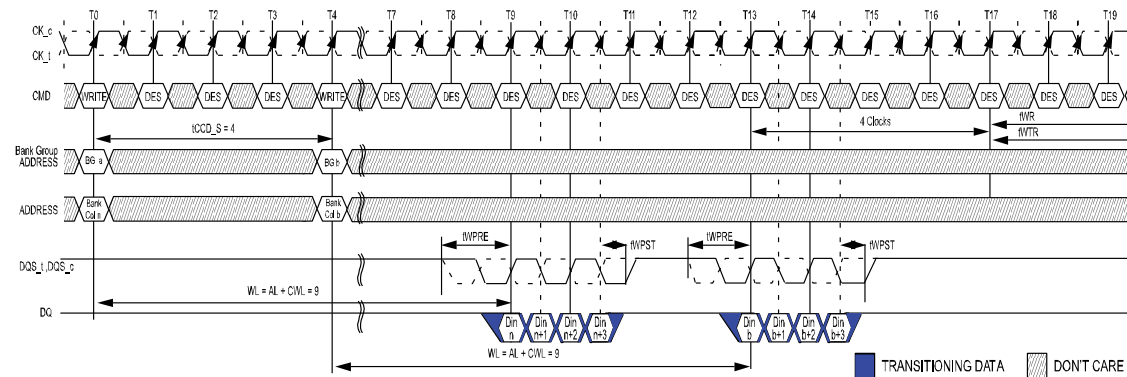 T0 T1 T2 T3 T4 T7 T8 T9 T10 T11 T12 T13 T14 T15 T16 T17 T18 T19
CK_c
CK_t
CMD WRITE DES DES DES WRITE DES DES DES DES DES DES DES DES DES DES DES DES DES
tCCD_S = 4
4 Clocks
tWR
tWTR
Bank Group
ADDRESS
BG a
BG b
ADDRESS
Bank
Col n
Bank
Col b
tWPRE
tWPST
tWPRE
tWPST
DQS_t,DQS_c
WL = AL + CWL = 9
DQ
Din
n
Din
n+1
Din
n+2
Din
n+3
Din
b
Din
b+1
Din
b+2
Din
b+3
WL = AL + CWL = 9
TRANSITIONING DATA
DON'T CARE